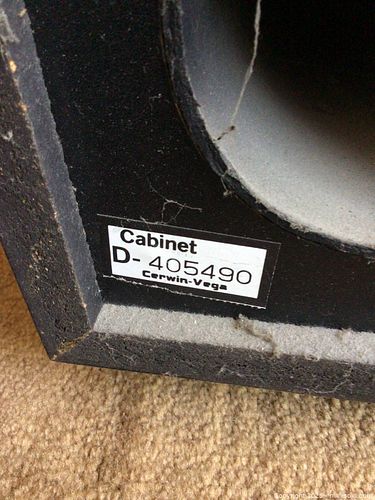 Cabinet
D- 405490
Cerwin-Vega